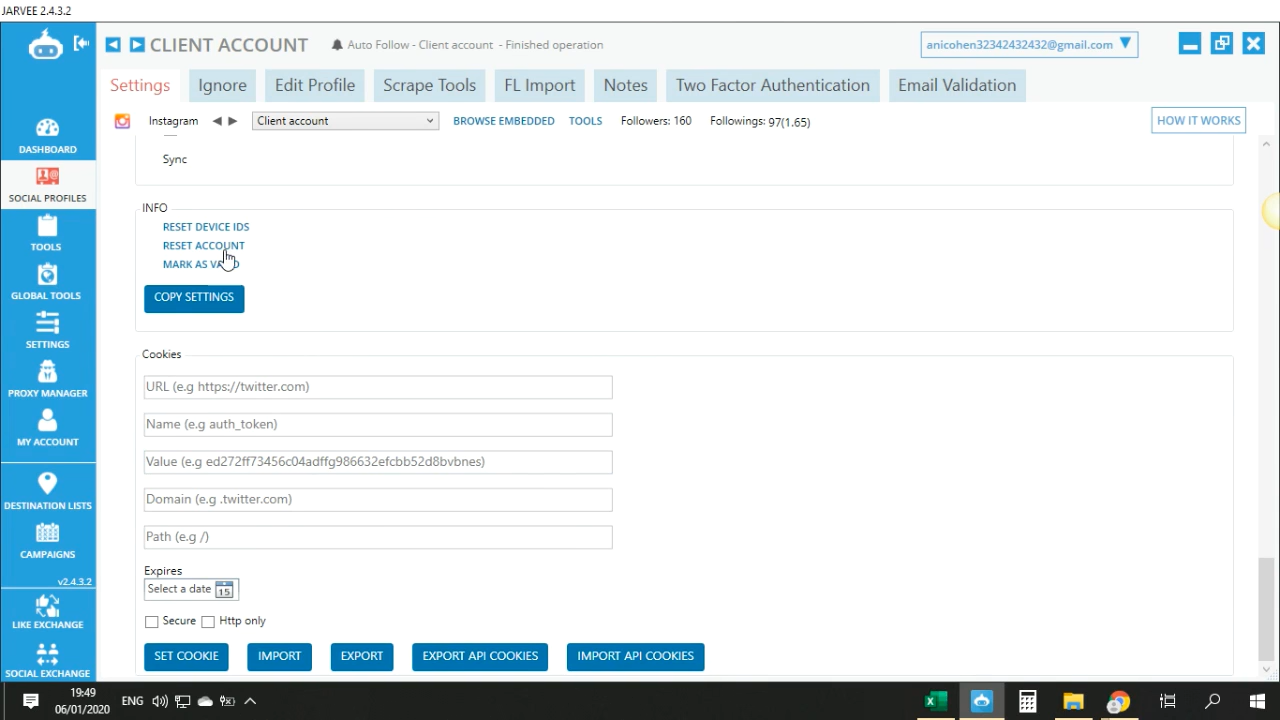 JARVEE 2.4.3.2
CLIENT ACCOUNT
Auto Follow - Client account - Finished operation
anicohen32342432432@gmail.com
Settings
Ignore
Edit Profile
Scrape Tools
FL Import
Notes
Two Factor Authentication
Email Validation
Instagram
Client account
BROWSE EMBEDDED
TOOLS
Followers: 160
Followings: 97(1.65)
HOW IT WORKS
DASHBOARD
SOCIAL PROFILES
TOOLS
GLOBAL TOOLS
SETTINGS
PROXY MANAGER
MY ACCOUNT
DESTINATION LISTS
CAMPAIGNS
v2.4.3.2
LIKE EXCHANGE
SOCIAL EXCHANGE
Sync
INFO
RESET DEVICE IDS
RESET ACCOUNT
MARK AS VALID
COPY SETTINGS
Cookies
URL (e.g https://twitter.com)
Name (e.g auth_token)
Value (e.g ed272ff73456c04adffg986632efcbb52d8bvbnes)
Domain (e.g .twitter.com)
Path (e.g /)
Expires
Select a date 15
Secure
Http only
SET COOKIE
IMPORT
EXPORT
EXPORT API COOKIES
IMPORT API COOKIES
19:49
06/01/2020
ENG